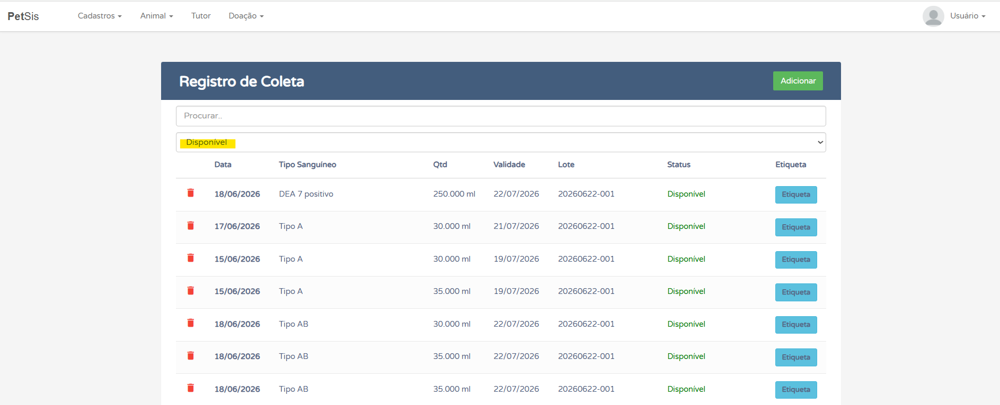 PetSis Cadastros Animal Tutor Doação Usuário
Registro de Coleta Adicionar
Procurar..
Disponível
Data Tipo Sanguíneo Qtd Validade Lote Status Etiqueta
18/06/2026 DEA 7 positivo 250.000 ml 22/07/2026 20260622-001 Disponível Etiqueta
17/06/2026 Tipo A 30.000 ml 21/07/2026 20260622-001 Disponível Etiqueta
15/06/2026 Tipo A 30.000 ml 19/07/2026 20260622-001 Disponível Etiqueta
15/06/2026 Tipo A 35.000 ml 19/07/2026 20260622-001 Disponível Etiqueta
18/06/2026 Tipo AB 30.000 ml 22/07/2026 20260622-001 Disponível Etiqueta
18/06/2026 Tipo AB 35.000 ml 22/07/2026 20260622-001 Disponível Etiqueta
18/06/2026 Tipo AB 35.000 ml 22/07/2026 20260622-001 Disponível Etiqueta